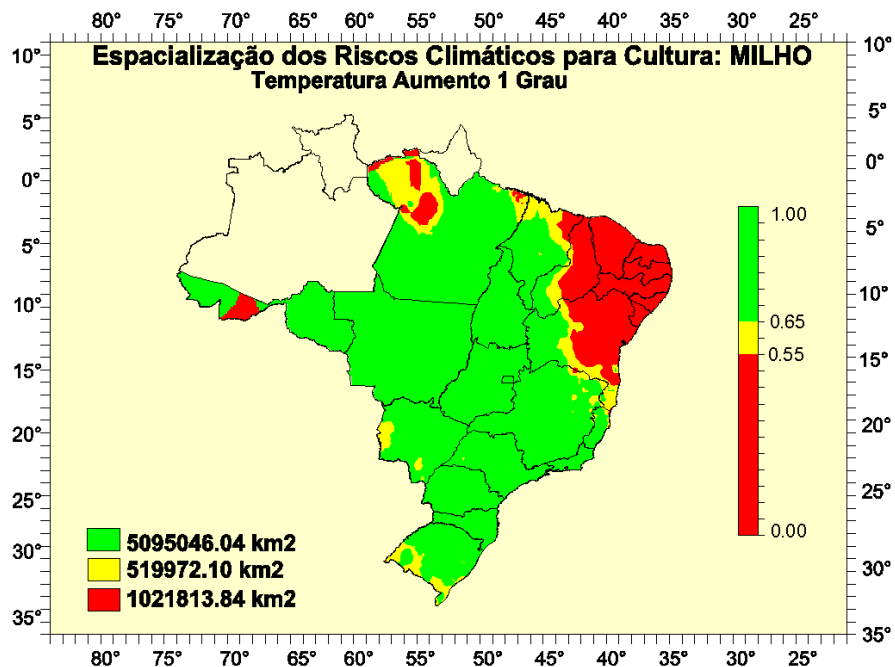 80° 70° 65° 60° 55° 50° 45° 40° 35° 30° 25°
Espacialização dos Riscos Climáticos para Cultura: MILHO
Temperatura Aumento 1 Grau
10° 10°
5° 5°
0° 0°
5° 5°
10° 10°
15° 15°
20° 20°
25° 25°
30° 30°
35° 35°
1.00
0.65
0.55
0.00
5095046.04 km2
519972.10 km2
1021813.84 km2
80° 70° 65° 60° 55° 50° 45° 40° 35° 30° 25°